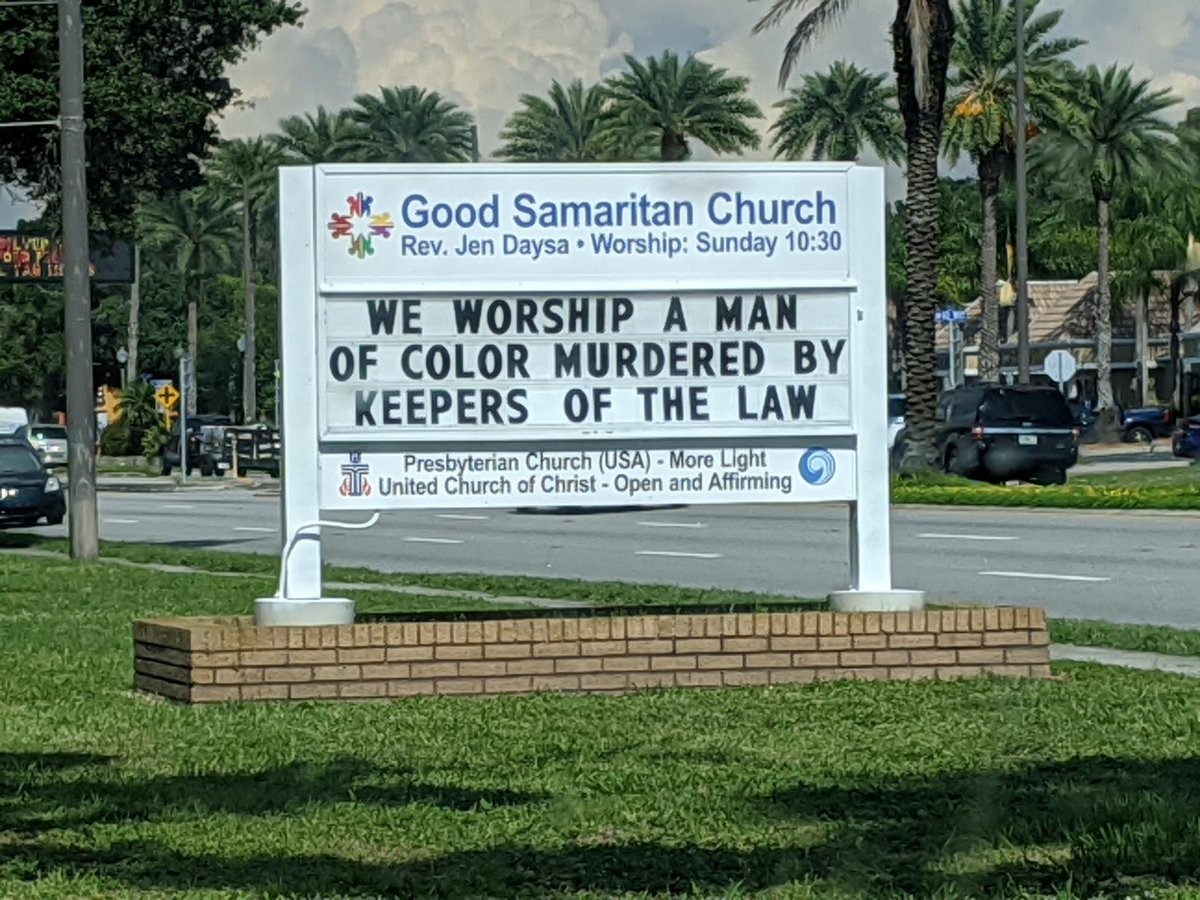 Good Samaritan Church
Rev. Jen Daysa • Worship: Sunday 10:30
WE WORSHIP A MAN
OF COLOR MURDERED BY
KEEPERS OF THE LAW
Presbyterian Church (USA) - More Light
United Church of Christ - Open and Affirming